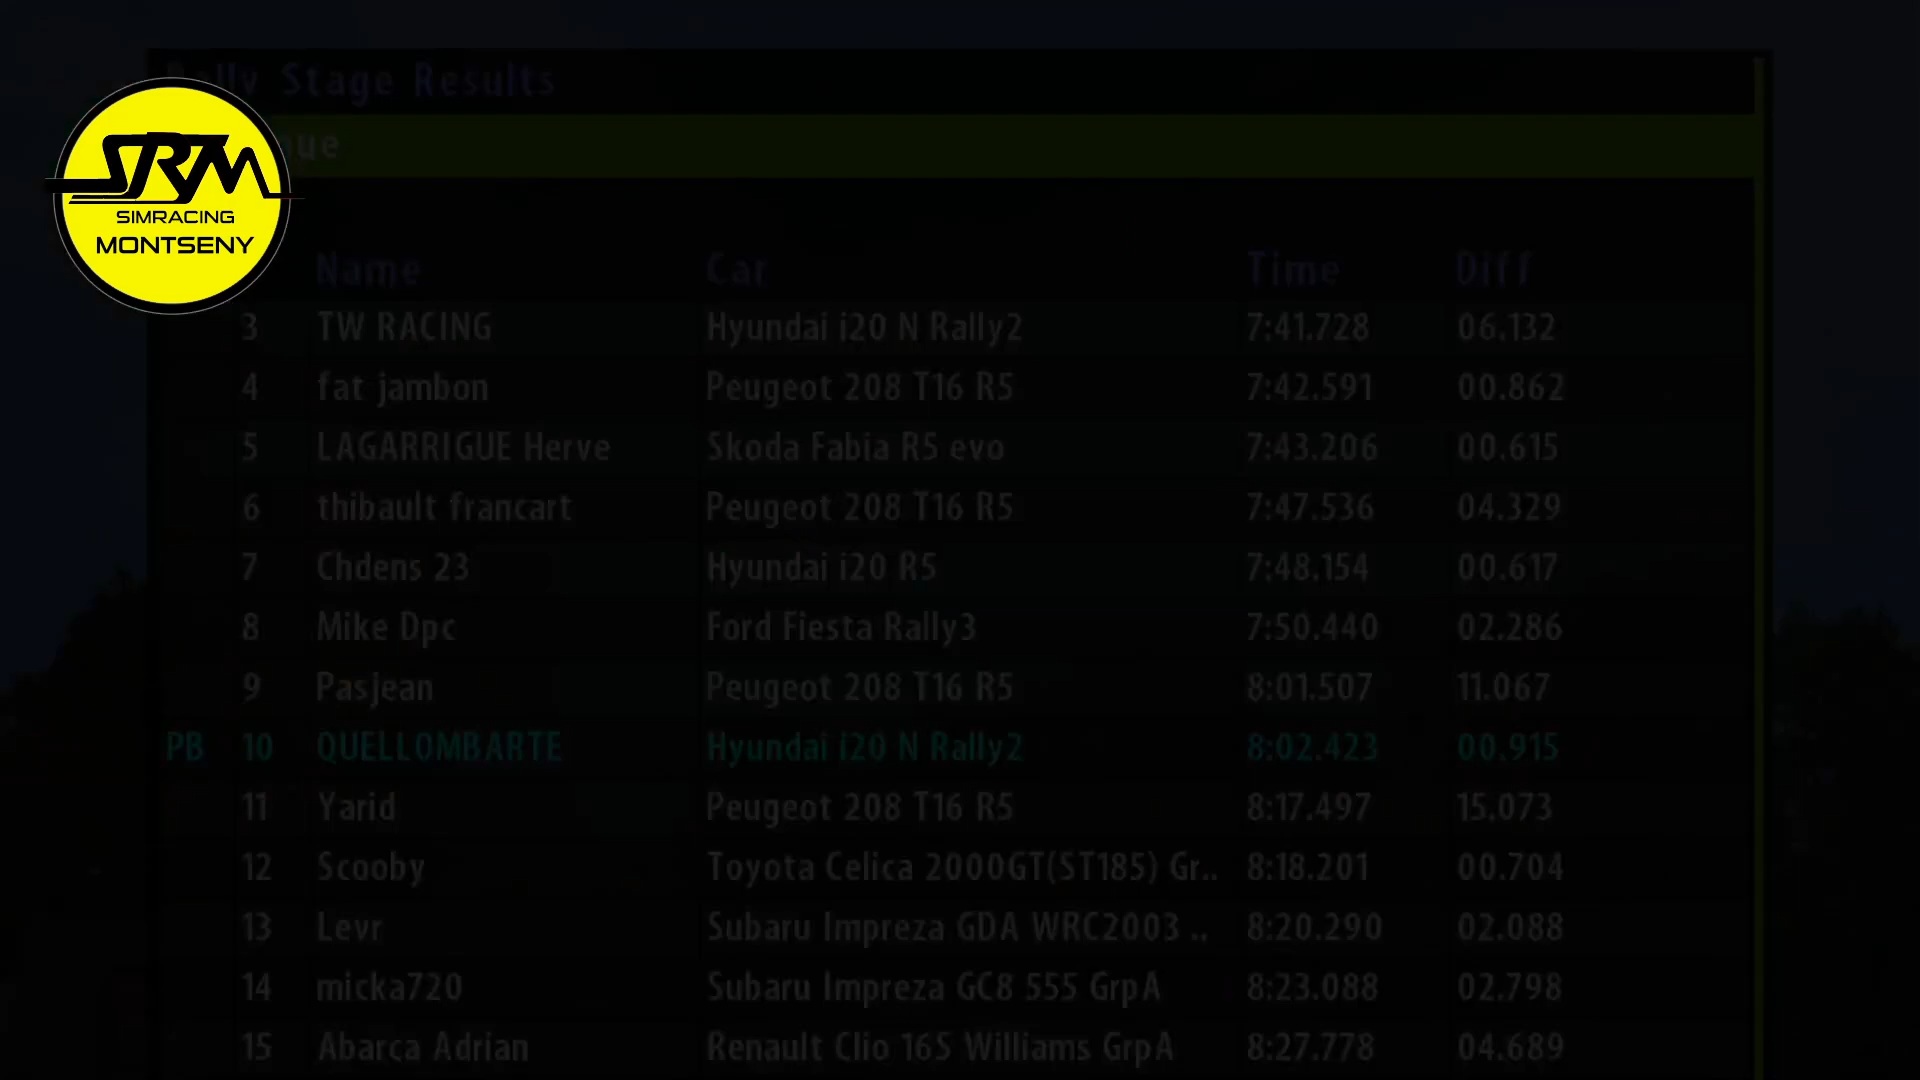 Rally Stage Results
nue
SRM
SIMRACING
MONTSENY
Name Car Time Diff
3 TW RACING Hyundai i20 N Rally2 7:41.728 06.132
4 fat jambon Peugeot 208 T16 R5 7:42.591 00.862
5 LAGARRIGUE Herve Skoda Fabia R5 evo 7:43.206 00.615
6 thibault francart Peugeot 208 T16 R5 7:47.536 04.329
7 Chdens 23 Hyundai i20 R5 7:48.154 00.617
8 Mike Dpc Ford Fiesta Rally3 7:50.440 02.286
9 Pasjean Peugeot 208 T16 R5 8:01.507 11.067
PB 10 QUELLOMBARTE Hyundai i20 N Rally2 8:02.423 00.915
11 Yarid Peugeot 208 T16 R5 8:17.497 15.073
12 Scooby Toyota Celica 2000GT(ST185) Gr.. 8:18.201 00.704
13 Levr Subaru Impreza GDA WRC2003 .. 8:20.290 02.088
14 micka720 Subaru Impreza GC8 555 GrpA 8:23.088 02.798
15 Abarca Adrian Renault Clio 16S Williams GrpA 8:27.778 04.689